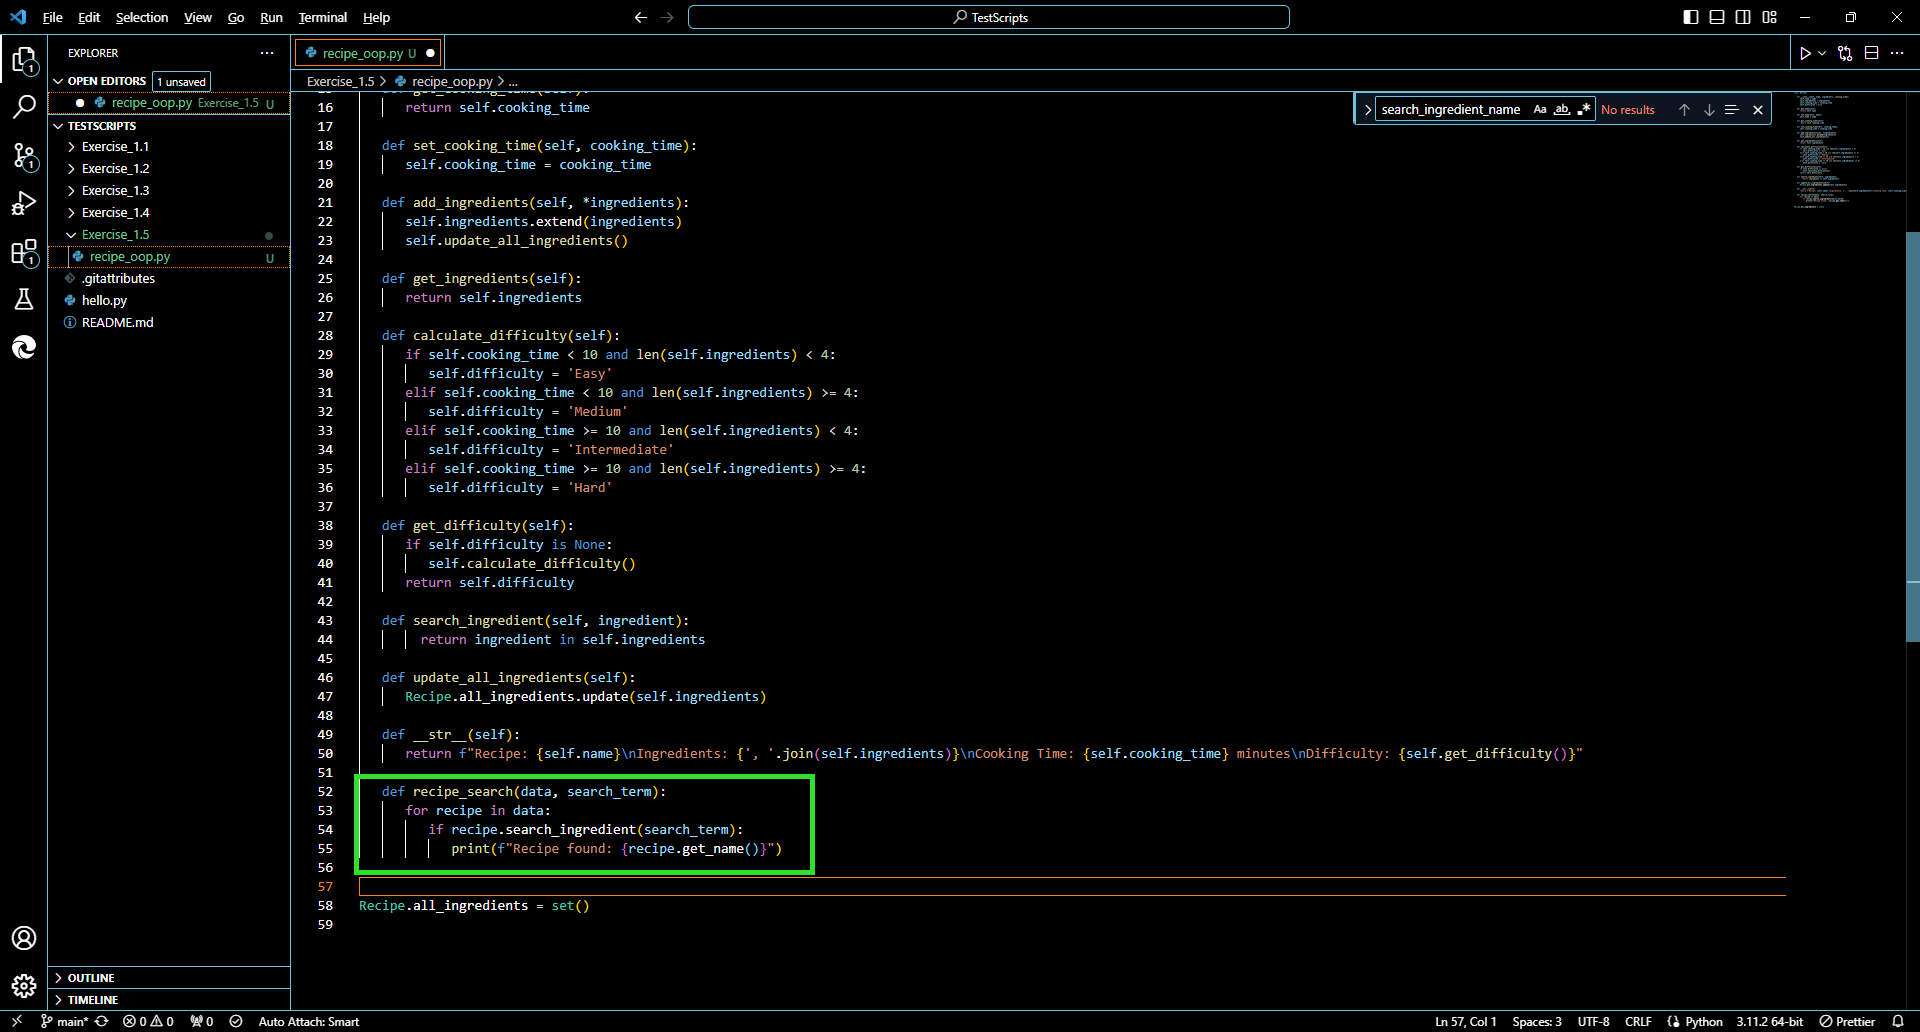 File Edit Selection View Go Run Terminal Help
TestScripts
EXPLORER
OPEN EDITORS 1 unsaved
recipe_oop.py Exercise_1.5 U
TESTSCRIPTS
Exercise_1.1
Exercise_1.2
Exercise_1.3
Exercise_1.4
Exercise_1.5
recipe_oop.py U
.gitattributes
hello.py
README.md
OUTLINE
TIMELINE
recipe_oop.py U
Exercise_1.5 > recipe_oop.py > ...
search_ingredient_name Aa ab .* No results
16 return self.cooking_time
17
18 def set_cooking_time(self, cooking_time):
19 self.cooking_time = cooking_time
20
21 def add_ingredients(self, *ingredients):
22 self.ingredients.extend(ingredients)
23 self.update_all_ingredients()
24
25 def get_ingredients(self):
26 return self.ingredients
27
28 def calculate_difficulty(self):
29 if self.cooking_time < 10 and len(self.ingredients) < 4:
30 self.difficulty = 'Easy'
31 elif self.cooking_time < 10 and len(self.ingredients) >= 4:
32 self.difficulty = 'Medium'
33 elif self.cooking_time >= 10 and len(self.ingredients) < 4:
34 self.difficulty = 'Intermediate'
35 elif self.cooking_time >= 10 and len(self.ingredients) >= 4:
36 self.difficulty = 'Hard'
37
38 def get_difficulty(self):
39 if self.difficulty is None:
40 self.calculate_difficulty()
41 return self.difficulty
42
43 def search_ingredient(self, ingredient):
44 return ingredient in self.ingredients
45
46 def update_all_ingredients(self):
47 Recipe.all_ingredients.update(self.ingredients)
48
49 def __str__(self):
50 return f"Recipe: {self.name}\nIngredients: {', '.join(self.ingredients)}\nCooking Time: {self.cooking_time} minutes\nDifficulty: {self.get_difficulty()}"
51
52 def recipe_search(data, search_term):
53 for recipe in data:
54 if recipe.search_ingredient(search_term):
55 print(f"Recipe found: {recipe.get_name()}")
56
57
58 Recipe.all_ingredients = set()
59
main* 0 0 0 Auto Attach: Smart Ln 57, Col 1 Spaces: 3 UTF-8 CRLF Python 3.11.2 64-bit Prettier